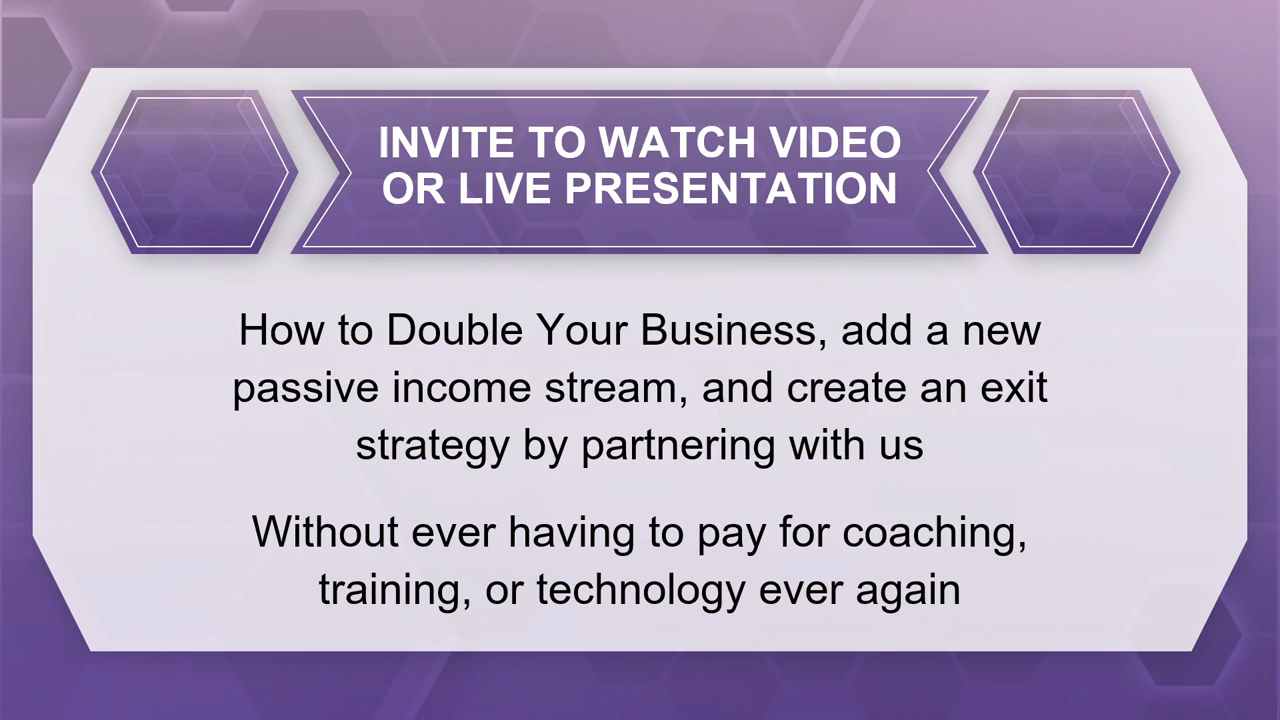 INVITE TO WATCH VIDEO
OR LIVE PRESENTATION
How to Double Your Business, add a new
passive income stream, and create an exit
strategy by partnering with us
Without ever having to pay for coaching,
training, or technology ever again